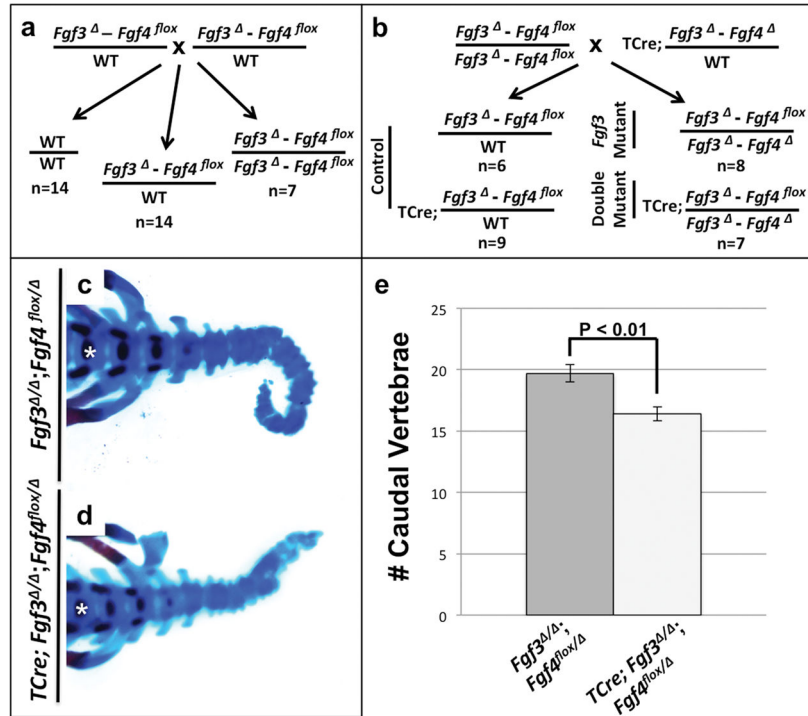 a
Fgf3 Δ – Fgf4 flox
WT
x
Fgf3 Δ - Fgf4 flox
WT
WT
WT
n=14
Fgf3 Δ - Fgf4 flox
WT
n=14
Fgf3 Δ - Fgf4 flox
Fgf3 Δ - Fgf4 flox
n=7
b
Fgf3 Δ - Fgf4 flox
Fgf3 Δ - Fgf4 flox
x
TCre; Fgf3 Δ - Fgf4 Δ
WT
Control
Fgf3 Δ - Fgf4 flox
WT
n=6
TCre; Fgf3 Δ - Fgf4 flox
WT
n=9
Fgf3
Mutant
Fgf3 Δ - Fgf4 flox
Fgf3 Δ - Fgf4 Δ
n=8
Double
Mutant
TCre; Fgf3 Δ - Fgf4 flox
Fgf3 Δ - Fgf4 Δ
n=7
c
Fgf3Δ/Δ;Fgf4 flox/Δ
*
d
TCre; Fgf3Δ/Δ;Fgf4flox/Δ
*
e
# Caudal Vertebrae
25
20
15
10
5
0
P < 0.01
Fgf3Δ/Δ;
Fgf4flox/Δ
TCre; Fgf3Δ/Δ;
Fgf4flox/Δ